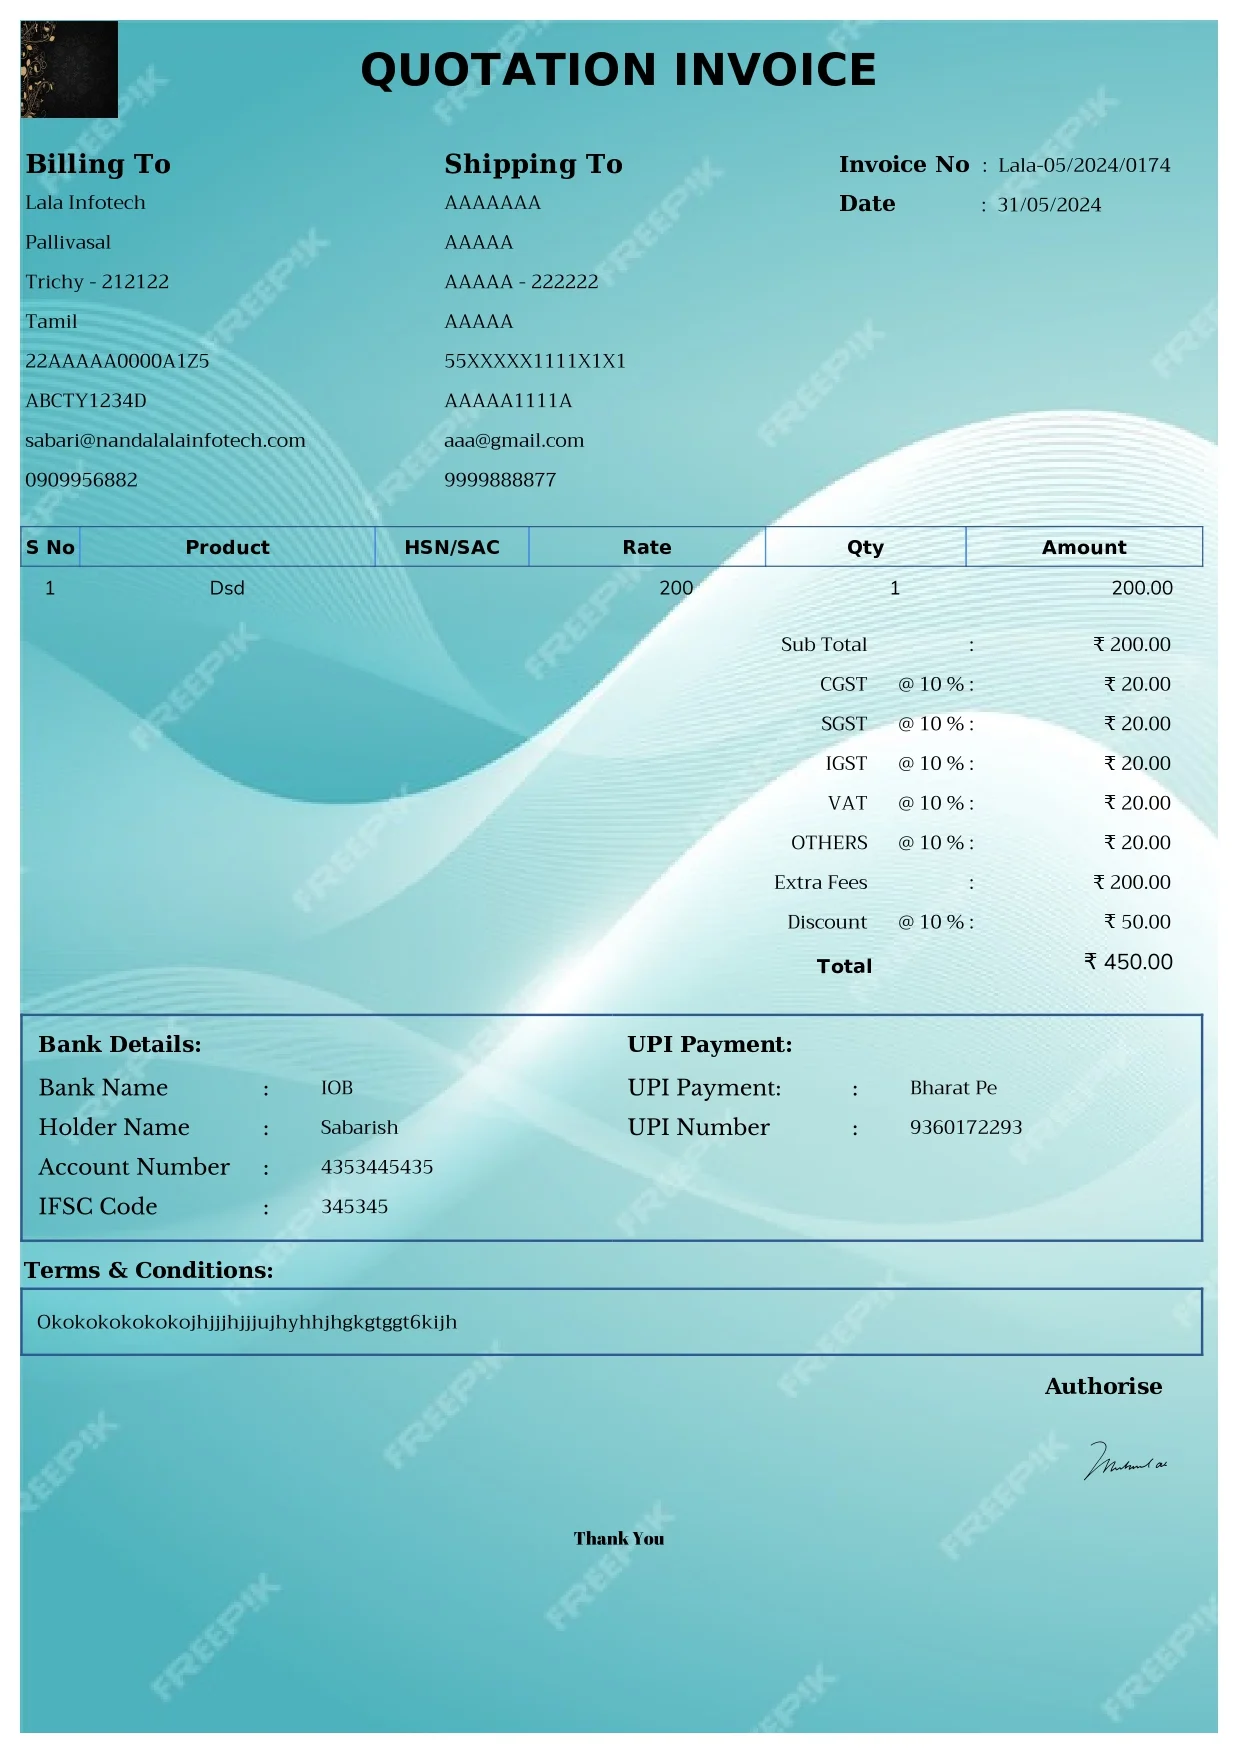 QUOTATION INVOICE
Billing To
Lala Infotech
Pallivasal
Trichy - 212122
Tamil
22AAAAA0000A1Z5
ABCTY1234D
sabari@nandalalainfotech.com
0909956882
Shipping To
AAAAAAA
AAAAA
AAAAA - 222222
AAAAA
55XXXXX1111X1X1
AAAAA1111A
aaa@gmail.com
9999888877
Invoice No : Lala-05/2024/0174
Date : 31/05/2024
S No Product HSN/SAC Rate Qty Amount
1 Dsd 200 1 200.00
Sub Total : ₹ 200.00
CGST @ 10 % : ₹ 20.00
SGST @ 10 % : ₹ 20.00
IGST @ 10 % : ₹ 20.00
VAT @ 10 % : ₹ 20.00
OTHERS @ 10 % : ₹ 20.00
Extra Fees : ₹ 200.00
Discount @ 10 % : ₹ 50.00
Total ₹ 450.00
Bank Details:
Bank Name : IOB
Holder Name : Sabarish
Account Number : 4353445435
IFSC Code : 345345
UPI Payment:
UPI Payment: : Bharat Pe
UPI Number : 9360172293
Terms & Conditions:
Okokokokokokojhjjjhjjjujhyhhjhgkgtggt6kijh
Authorise
Thank You
FREEPIK